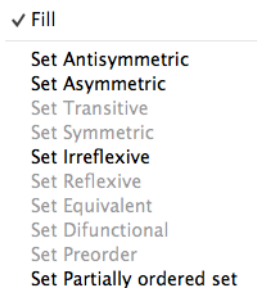 ✓ Fill
Set Antisymmetric
Set Asymmetric
Set Transitive
Set Symmetric
Set Irreflexive
Set Reflexive
Set Equivalent
Set Difunctional
Set Preorder
Set Partially ordered set